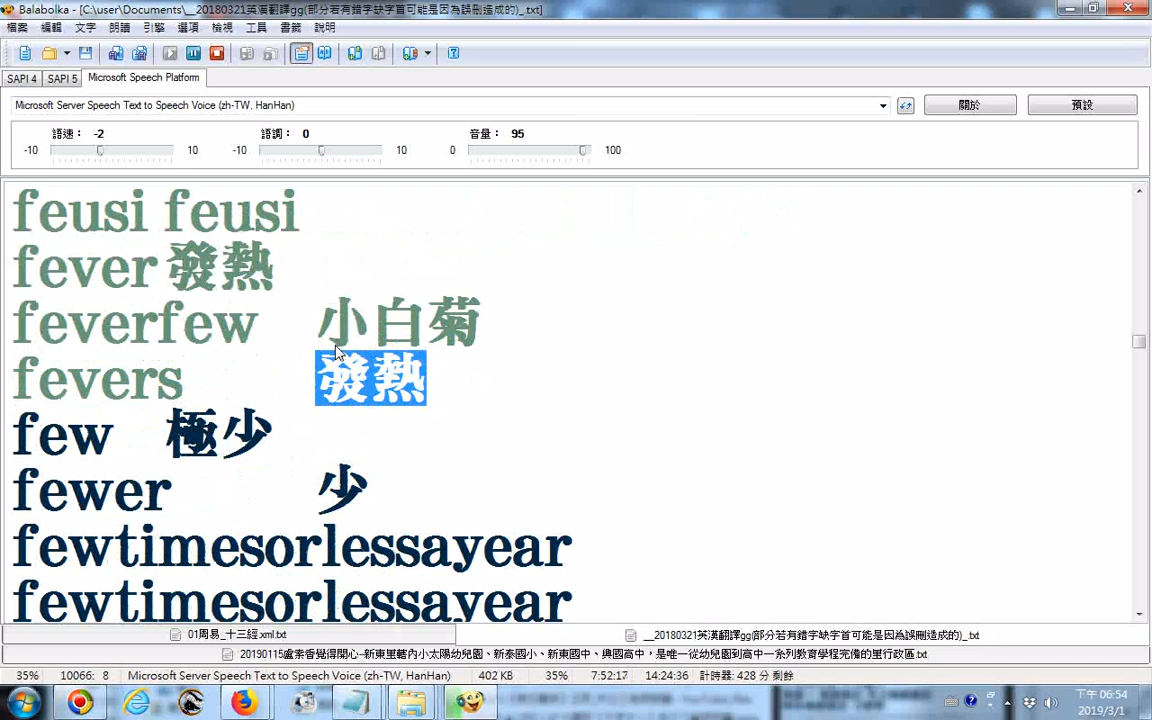 Balabolka - [C:\user\Documents\__20180321英漢翻譯gg(部分若有錯字缺字首可能是因為誤刪造成的)_.txt]
檔案 編輯 文字 朗讀 引擎 選項 檢視 工具 書籤 說明
SAPI 4 SAPI 5 Microsoft Speech Platform
Microsoft Server Speech Text to Speech Voice (zh-TW, HanHan) 關於 預設
語速： -2 語調： 0 音量： 95
-10 10 -10 10 0 100
feusi feusi
fever 發熱
feverfew 小白菊
fevers 發熱
few 極少
fewer 少
fewtimesorlessayear
fewtimesorlessayear
01周易_十三經.xml.txt __20180321英漢翻譯gg(部分若有錯字缺字首可能是因為誤刪造成的)_.txt
20190115盧素香覺得開心--新東里轄內小太陽幼兒園、新泰國小、新東國中、興國高中，是唯一從幼兒園到高中一系列教育學程完備的里行政區.txt
35% 10066: 8 Microsoft Server Speech Text to Speech Voice (zh-TW, HanHan) 402 KB 35% 7:52:17 14:24:36 計時器: 428 分 剩餘
下午 06:54
2019/3/1